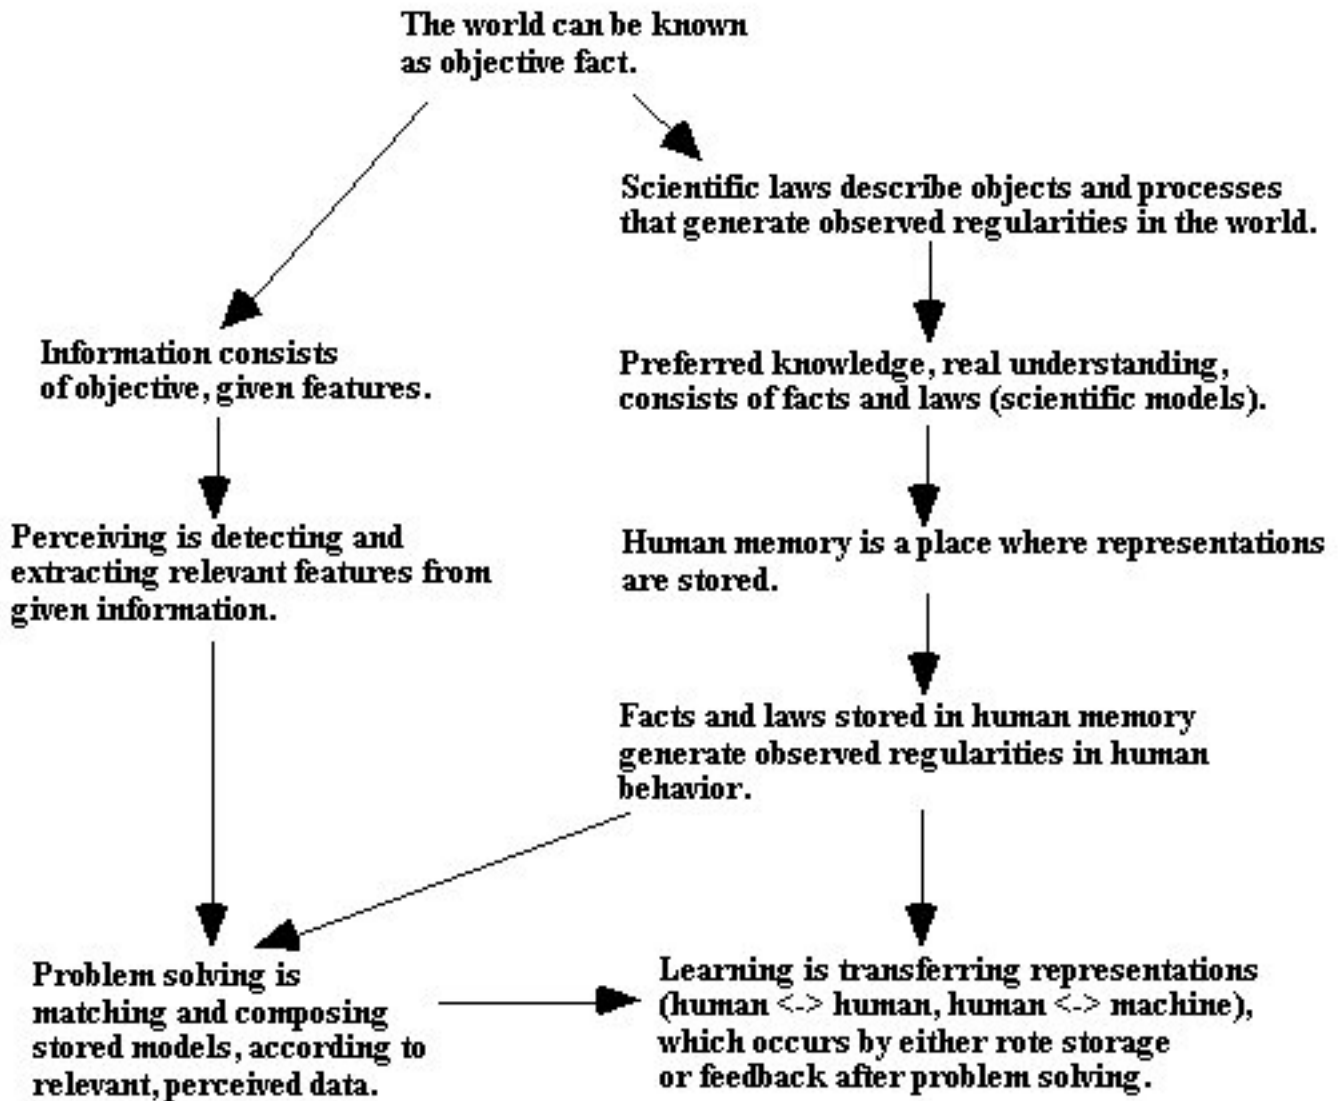 The world can be known
as objective fact.
Scientific laws describe objects and processes
that generate observed regularities in the world.
Information consists
of objective, given features.
Preferred knowledge, real understanding,
consists of facts and laws (scientific models).
Perceiving is detecting and
extracting relevant features from
given information.
Human memory is a place where representations
are stored.
Facts and laws stored in human memory
generate observed regularities in human
behavior.
Problem solving is
matching and composing
stored models, according to
relevant, perceived data.
Learning is transferring representations
(human <-> human, human <-> machine),
which occurs by either rote storage
or feedback after problem solving.